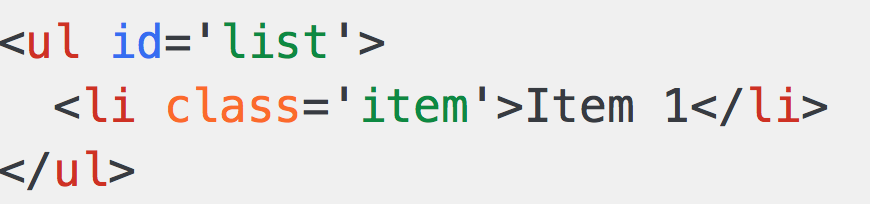 <ul id='list'>
  <li class='item'>Item 1</li>
</ul>